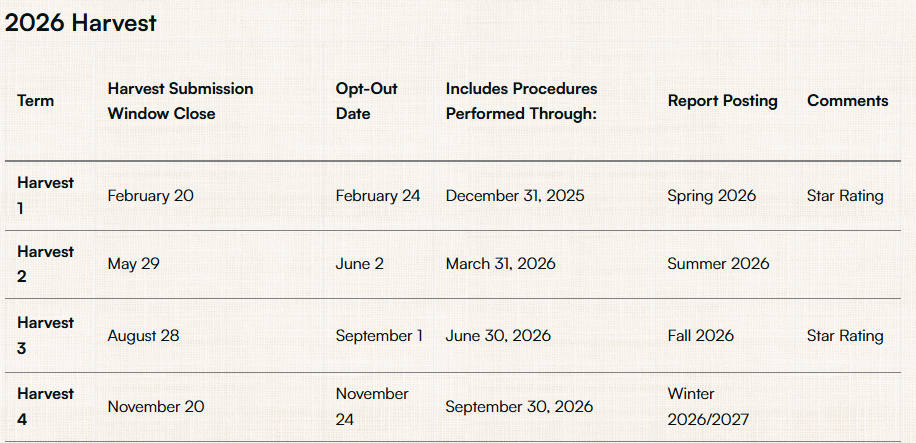 2026 Harvest
Term Harvest Submission Window Close Opt-Out Date Includes Procedures Performed Through: Report Posting Comments
Harvest 1 February 20 February 24 December 31, 2025 Spring 2026 Star Rating
Harvest 2 May 29 June 2 March 31, 2026 Summer 2026
Harvest 3 August 28 September 1 June 30, 2026 Fall 2026 Star Rating
Harvest 4 November 20 November 24 September 30, 2026 Winter 2026/2027